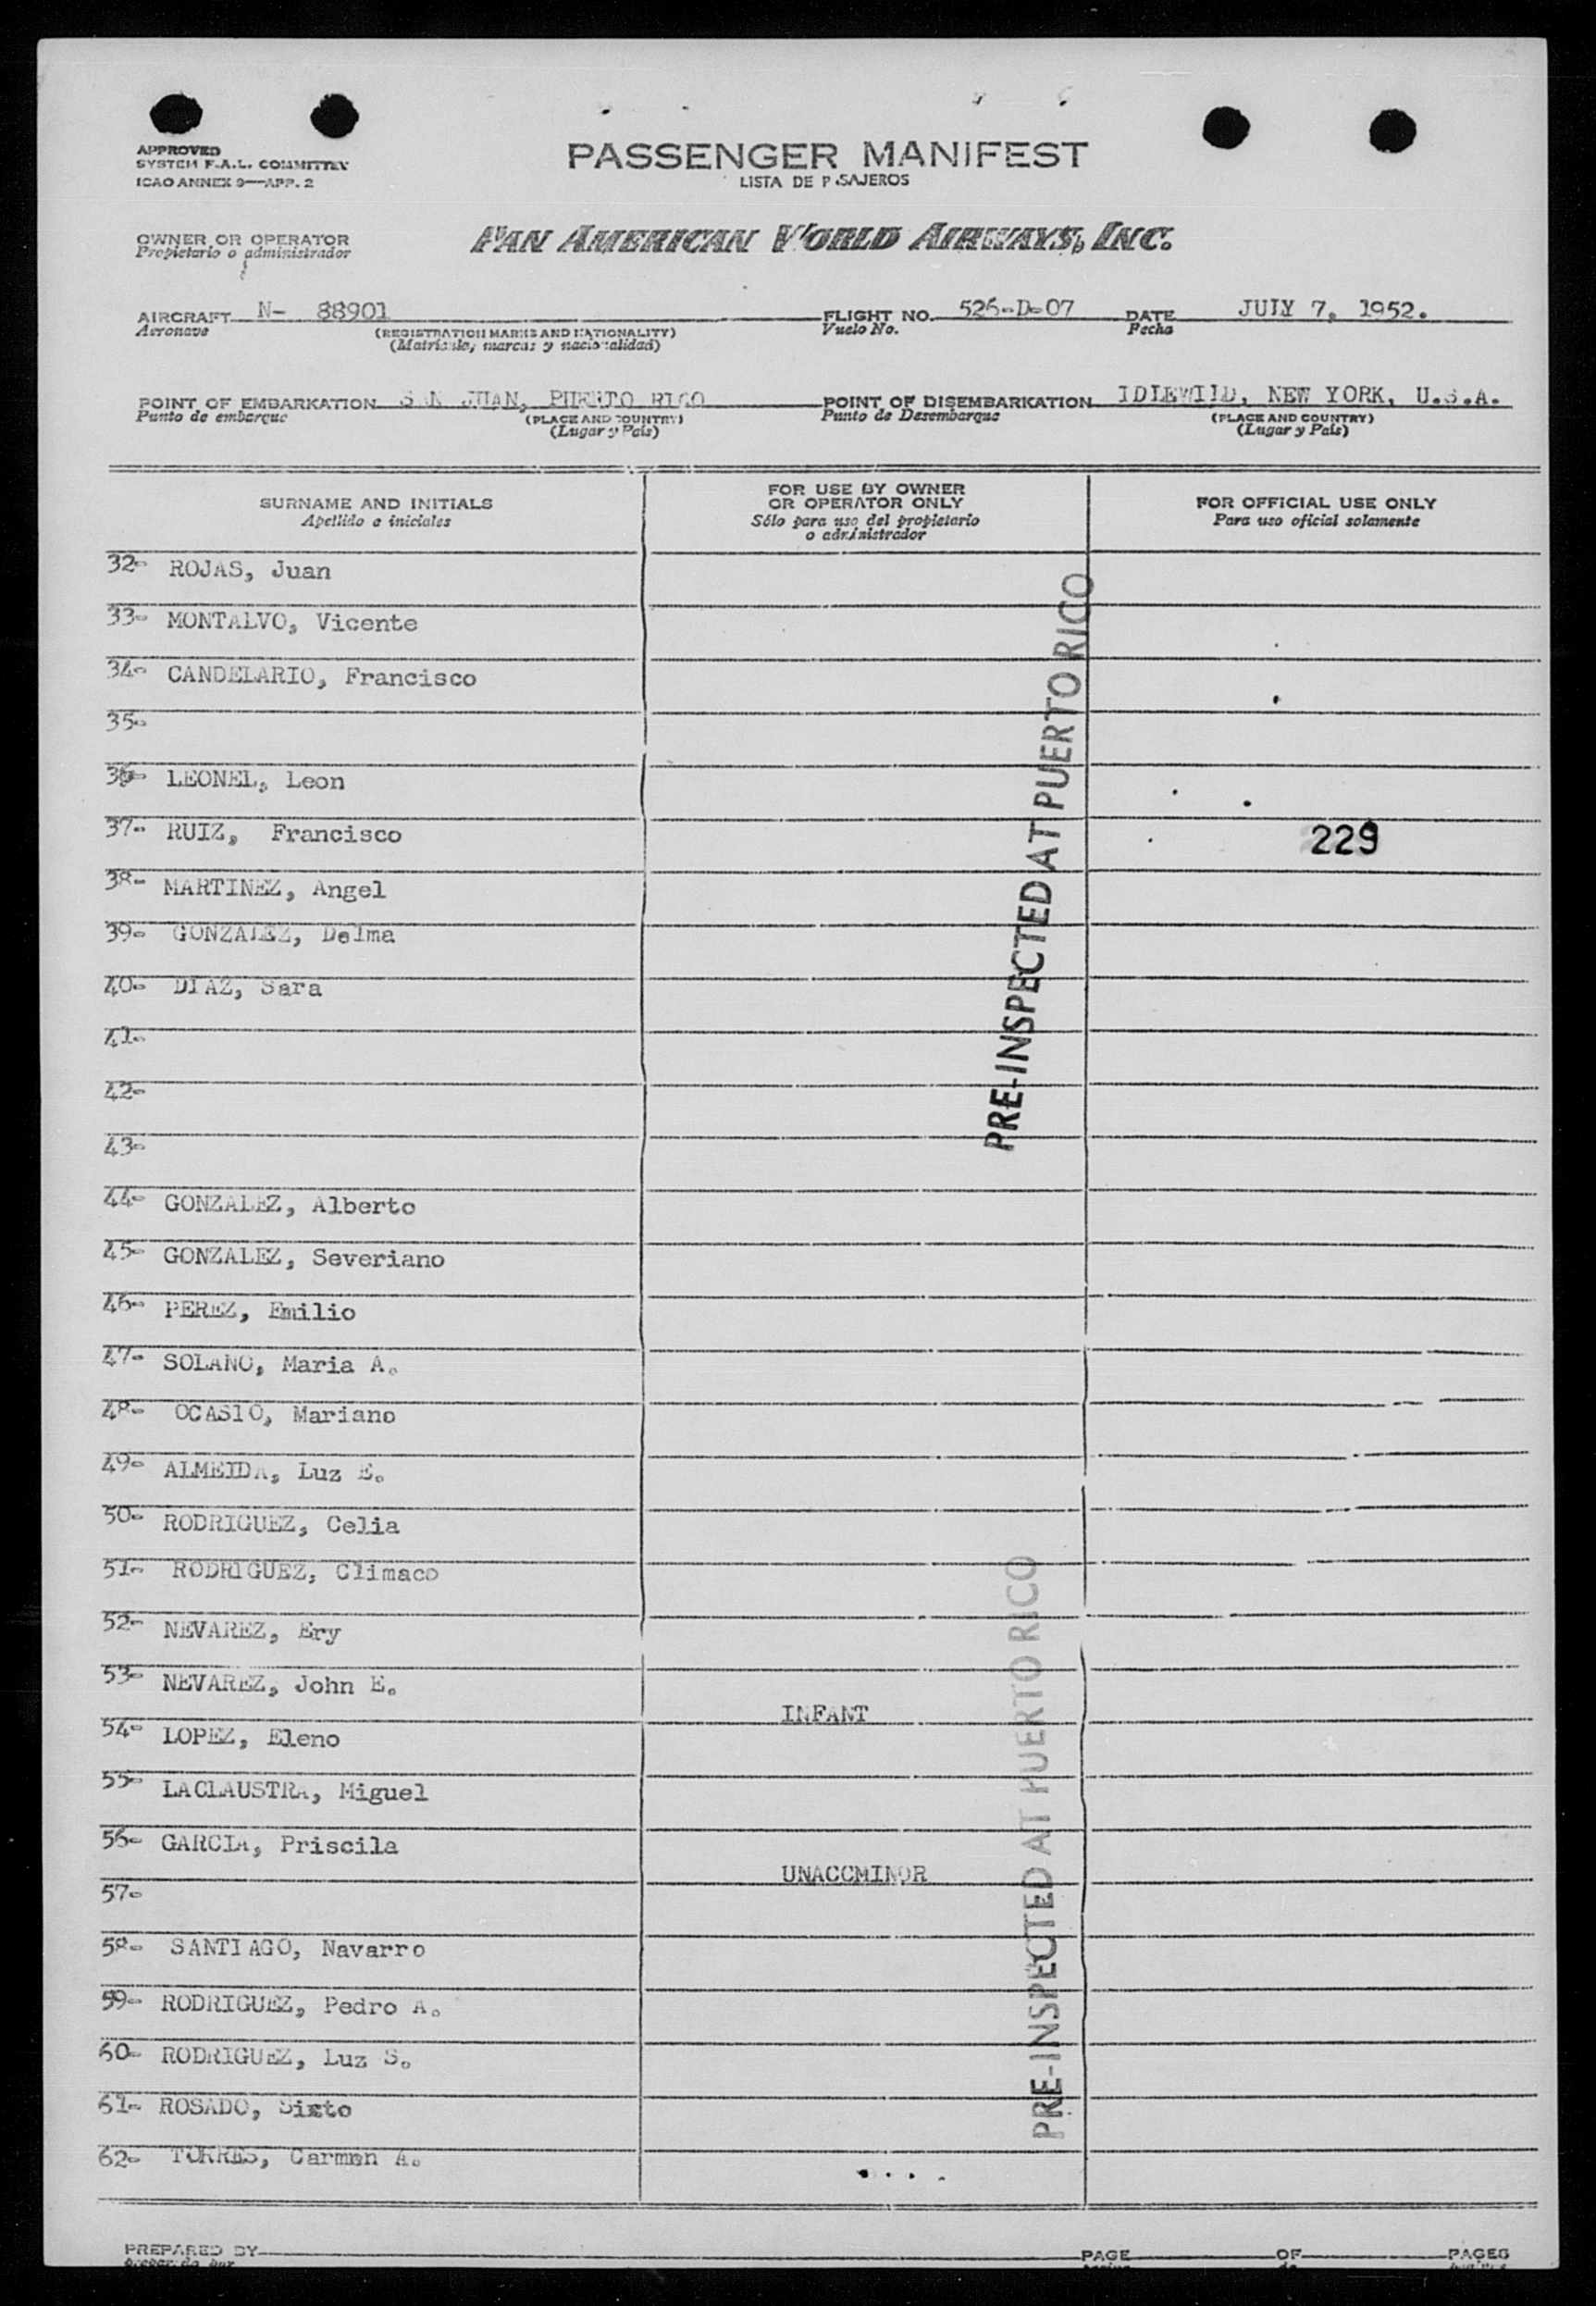 APPROVED
SYSTEM F.A.L. COMMITTEE
ICAO ANNEX 9—APP. 2
PASSENGER MANIFEST
LISTA DE P SAJEROS
OWNER OR OPERATOR
Propietario o administrador
PAN AMERICAN WORLD AIRWAYS, INC.
AIRCRAFT N- 88901 FLIGHT NO. 526-D-07 DATE JULY 7, 1952.
Aeronave (REGISTRATION MARKS AND NATIONALITY) Vuelo No. Fecha
(Matrícula, marcas y nacionalidad)
POINT OF EMBARKATION SAN JUAN, PUERTO RICO POINT OF DISEMBARKATION IDLEWILD, NEW YORK, U.S.A.
Punto de embarque (PLACE AND COUNTRY) Punto de Desembarque (PLACE AND COUNTRY)
(Lugar y País) (Lugar y País)
SURNAME AND INITIALS
Apellido e iniciales
FOR USE BY OWNER
OR OPERATOR ONLY
Sólo para uso del propietario
o administrador
FOR OFFICIAL USE ONLY
Para uso oficial solamente
32- ROJAS, Juan
33- MONTALVO, Vicente
34- CANDELARIO, Francisco
35-
36- LEONEL, Leon
37- RUIZ, Francisco
229
38- MARTINEZ, Angel
39- GONZALEZ, Delma
40- DIAZ, Sara
41-
42-
43-
PRE-INSPECTED AT PUERTO RICO
44- GONZALEZ, Alberto
45- GONZALEZ, Severiano
46- PEREZ, Emilio
47- SOLANO, Maria A.
48- OCASIO, Mariano
49- ALMEIDA, Luz E.
50- RODRIGUEZ, Celia
51- RODRIGUEZ, Climaco
52- NEVAREZ, Ery
53- NEVAREZ, John E.
INFANT
54- LOPEZ, Eleno
55- LACLAUSTRA, Miguel
56- GARCIA, Priscila
UNACCMINOR
57-
58- SANTIAGO, Navarro
59- RODRIGUEZ, Pedro A.
60- RODRIGUEZ, Luz S.
61- ROSADO, Sixto
62- TORRES, Carmen A.
PRE-INSPECTED AT PUERTO RICO
PREPARED BY PAGE OF PAGES